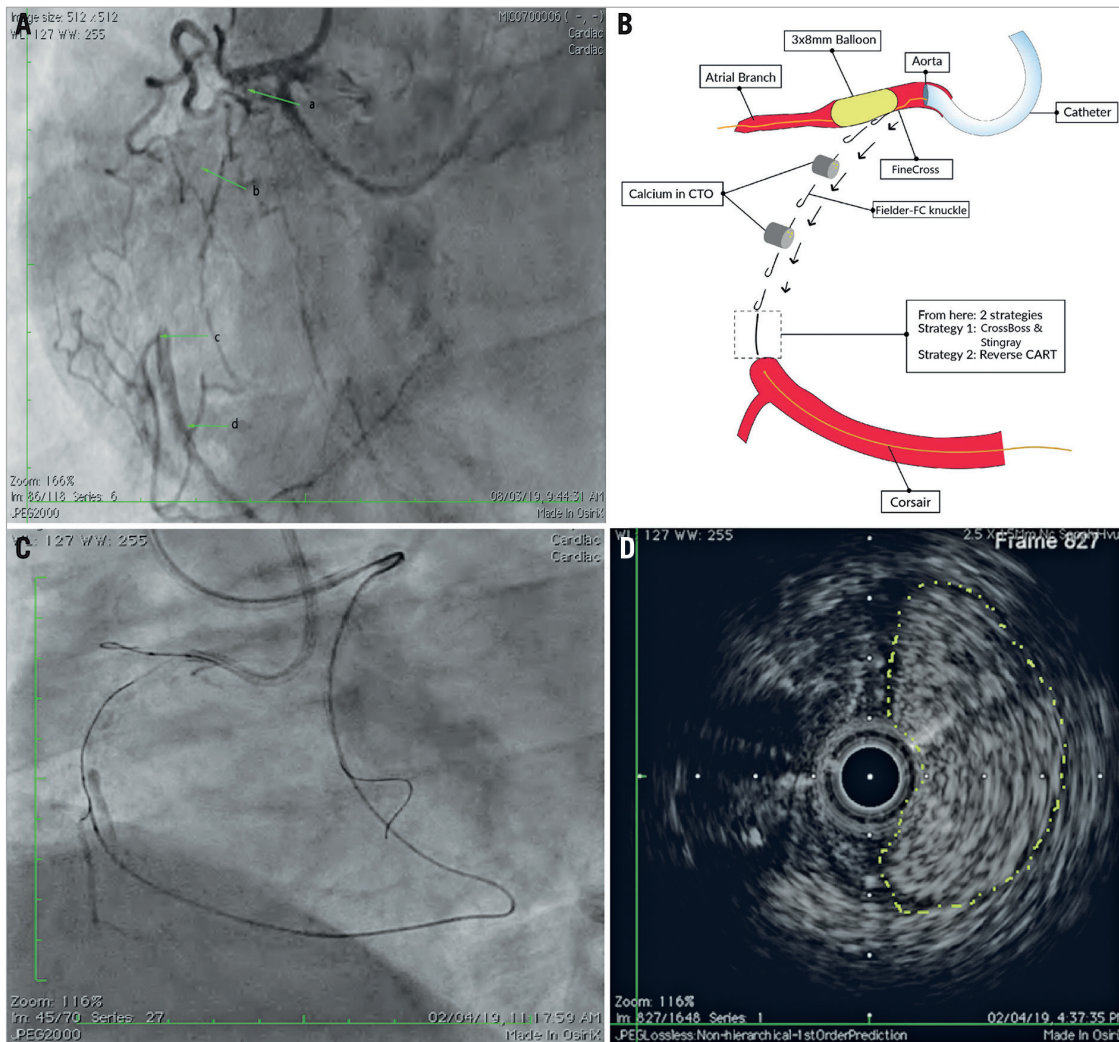 A
Image size: 512 x 512
WL: 127 WW: 255
MIC0700006 ( -, -)
Cardiac
Cardiac
a
b
c
d
Zoom: 166%
Im: 86/118 Series: 6
JPEG2000
08/03/19, 9:44:31 AM
Made In OsiriX
B
3x8mm Balloon
Aorta
Atrial Branch
Catheter
FineCross
Calcium in CTO
Fielder-FC knuckle
From here: 2 strategies
Strategy 1: CrossBoss &
Stingray
Strategy 2: Reverse CART
Corsair
C
WL: 127 WW: 255
Cardiac
Cardiac
Zoom: 116%
Im: 45/70 Series: 27
JPEG2000
02/04/19, 11:17:59 AM
Made In OsiriX
D
WL: 127 WW: 255
Frame 827
Zoom: 116%
Im: 827/1648 Series: 1
JPEGLossless:Non-hierarchical-1stOrderPrediction
02/04/19, 4:37:35 PM
Made In OsiriX